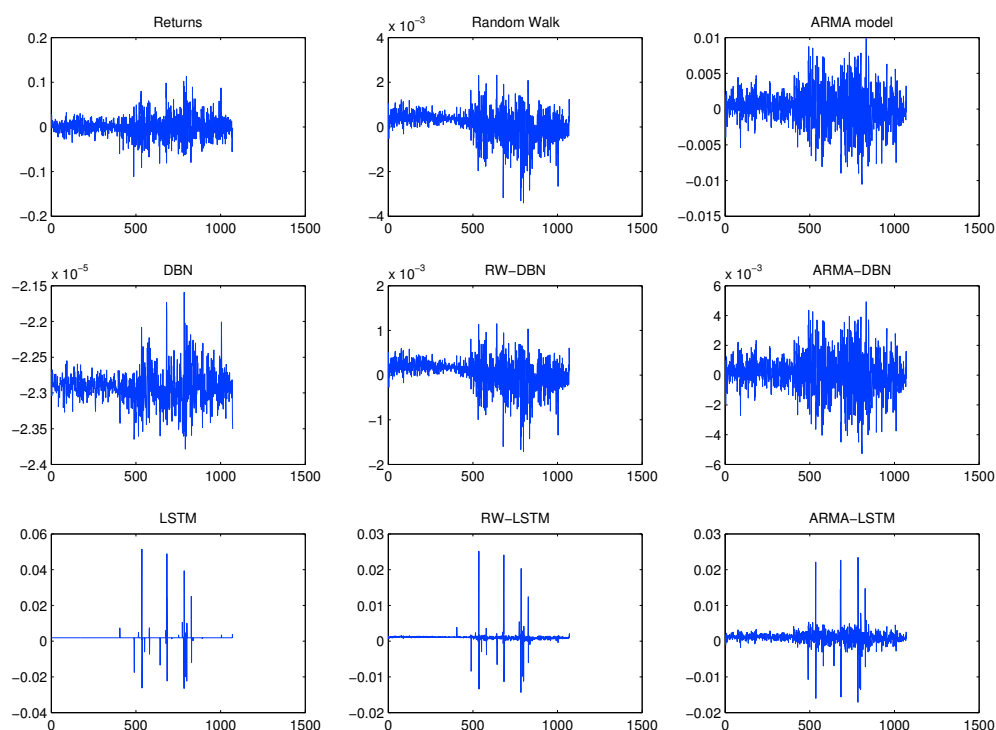 Returns
0.2
0.1
0
−0.1
−0.2
0 500 1000 1500
Random Walk
x 10⁻³
4
2
0
−2
−4
0 500 1000 1500
ARMA model
0.01
0.005
0
−0.005
−0.01
−0.015
0 500 1000 1500
DBN
x 10⁻⁵
−2.15
−2.2
−2.25
−2.3
−2.35
−2.4
0 500 1000 1500
RW−DBN
x 10⁻³
2
1
0
−1
−2
0 500 1000 1500
ARMA−DBN
x 10⁻³
6
4
2
0
−2
−4
−6
0 500 1000 1500
LSTM
0.06
0.04
0.02
0
−0.02
−0.04
0 500 1000 1500
RW−LSTM
0.03
0.02
0.01
0
−0.01
−0.02
0 500 1000 1500
ARMA−LSTM
0.03
0.02
0.01
0
−0.01
−0.02
0 500 1000 1500